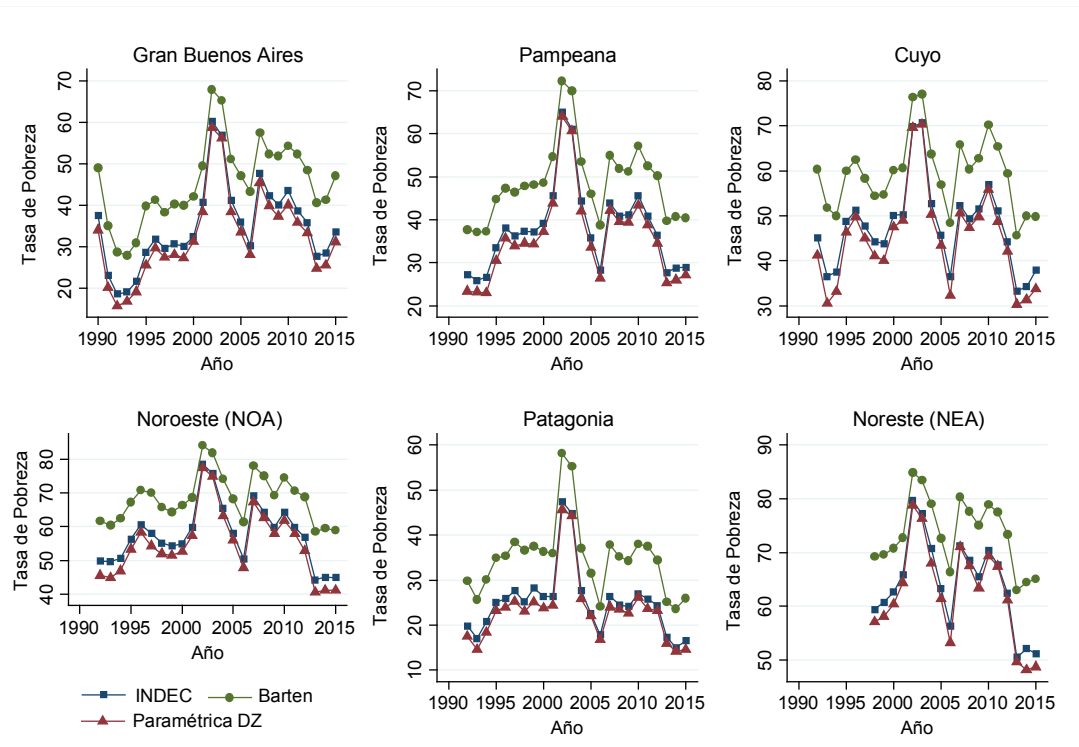 Gran Buenos Aires
Tasa de Pobreza
70
60
50
40
30
20
1990 1995 2000 2005 2010 2015
Año
Pampeana
Tasa de Pobreza
70
60
50
40
30
20
1990 1995 2000 2005 2010 2015
Año
Cuyo
Tasa de Pobreza
80
70
60
50
40
30
1990 1995 2000 2005 2010 2015
Año
Noroeste (NOA)
Tasa de Pobreza
80
70
60
50
40
1990 1995 2000 2005 2010 2015
Año
Patagonia
Tasa de Pobreza
60
50
40
30
20
10
1990 1995 2000 2005 2010 2015
Año
Noreste (NEA)
Tasa de Pobreza
90
80
70
60
50
1990 1995 2000 2005 2010 2015
Año
INDEC Barten
Paramétrica DZ